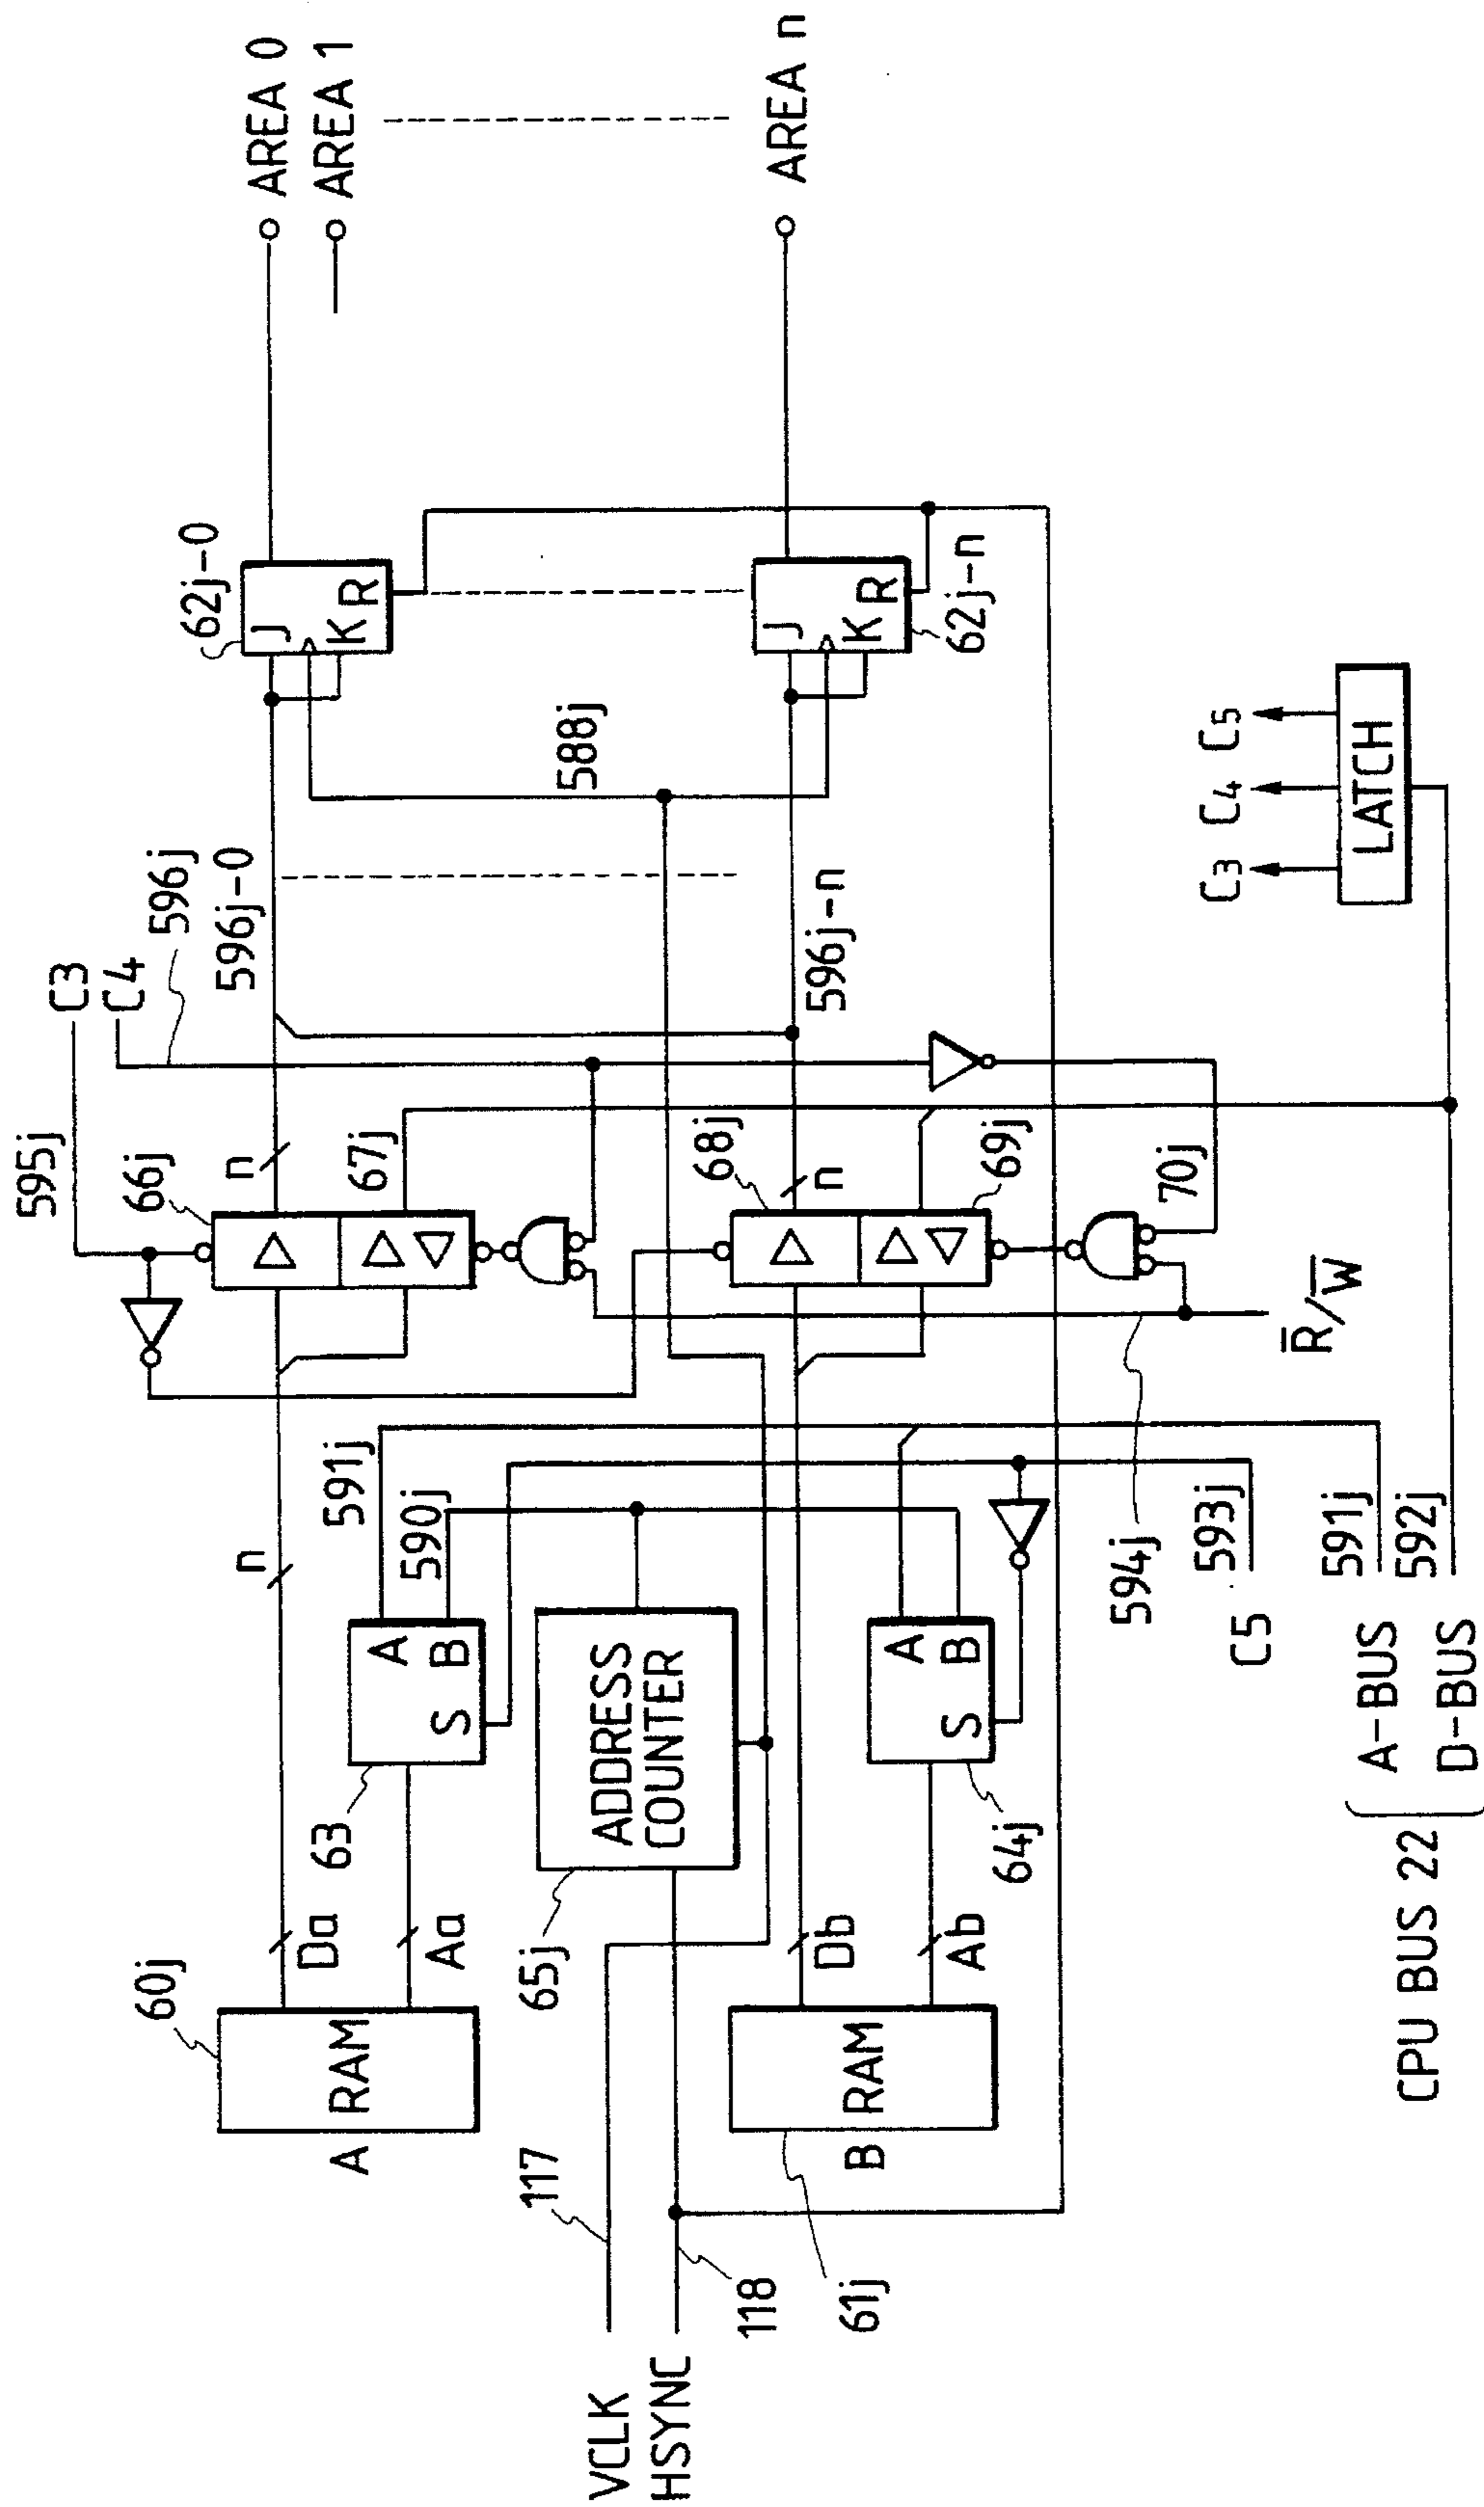 VCLK
HSYNC
117
118
A RAM
60j
Da
Aa
63
A
B
S
591j
590j
n
595j
C3
C4
66j
n
67j
596j
596j-0
62j-0
J
K
R
AREA 0
AREA 1
AREA n
588j
65j
ADDRESS
COUNTER
B RAM
61j
Db
Ab
64j
A
B
S
68j
n
69j
70j
596j-n
J
K
R
62j-n
594j
R̅/W̅
C5
593j
CPU BUS 22
A-BUS 591j
D-BUS 592j
C3 C4 C5
LATCH